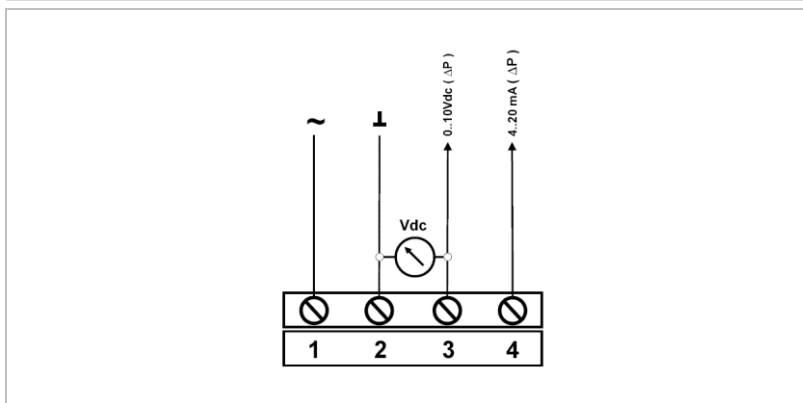 ~ ⊥
0..10Vdc ( ΔP )
4..20 mA ( ΔP )
Vdc
1 2 3 4